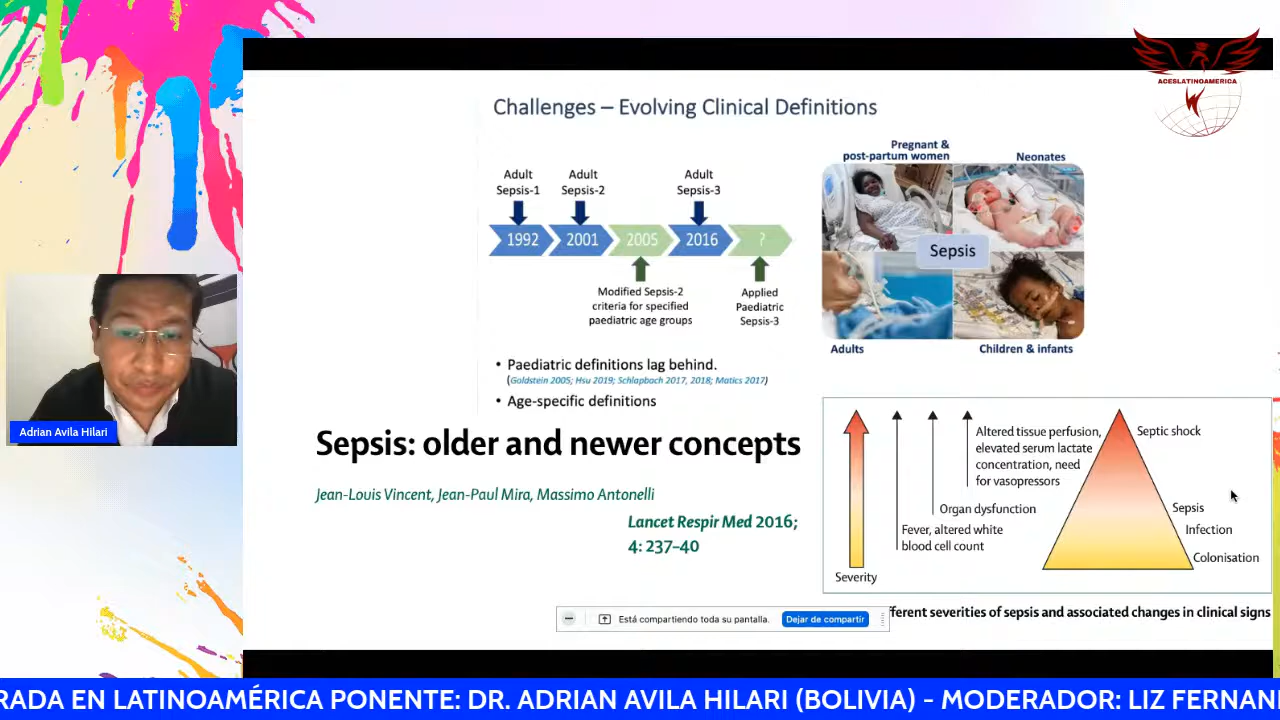 ACESLATINOAMERICA
Challenges – Evolving Clinical Definitions
Adult
Sepsis-1
Adult
Sepsis-2
Adult
Sepsis-3
1992
2001
2005
2016
?
Modified Sepsis-2
criteria for specified
paediatric age groups
Applied
Paediatric
Sepsis-3
Pregnant &
post-partum women
Neonates
Sepsis
Adults
Children & infants
• Paediatric definitions lag behind.
(Goldstein 2005; Hsu 2019; Schlapbach 2017, 2018; Matics 2017)
• Age-specific definitions
Sepsis: older and newer concepts
Jean-Louis Vincent, Jean-Paul Mira, Massimo Antonelli
Lancet Respir Med 2016;
4: 237–40
Altered tissue perfusion,
elevated serum lactate
concentration, need
for vasopressors
Organ dysfunction
Fever, altered white
blood cell count
Severity
Septic shock
Sepsis
Infection
Colonisation
fferent severities of sepsis and associated changes in clinical signs
Está compartiendo toda su pantalla.
Dejar de compartir
Adrian Avila Hilari
RADA EN LATINOAMÉRICA PONENTE: DR. ADRIAN AVILA HILARI (BOLIVIA) - MODERADOR: LIZ FERNAN